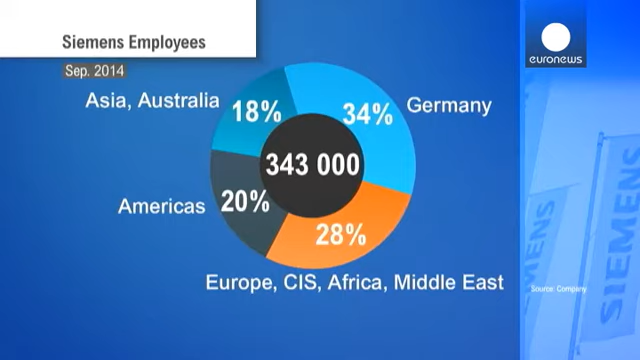 Siemens Employees
Sep. 2014
euronews
Asia, Australia
18%
34%
Germany
343 000
Americas
20%
28%
Europe, CIS, Africa, Middle East
Source: Company
SIEMENS
SIEMENS